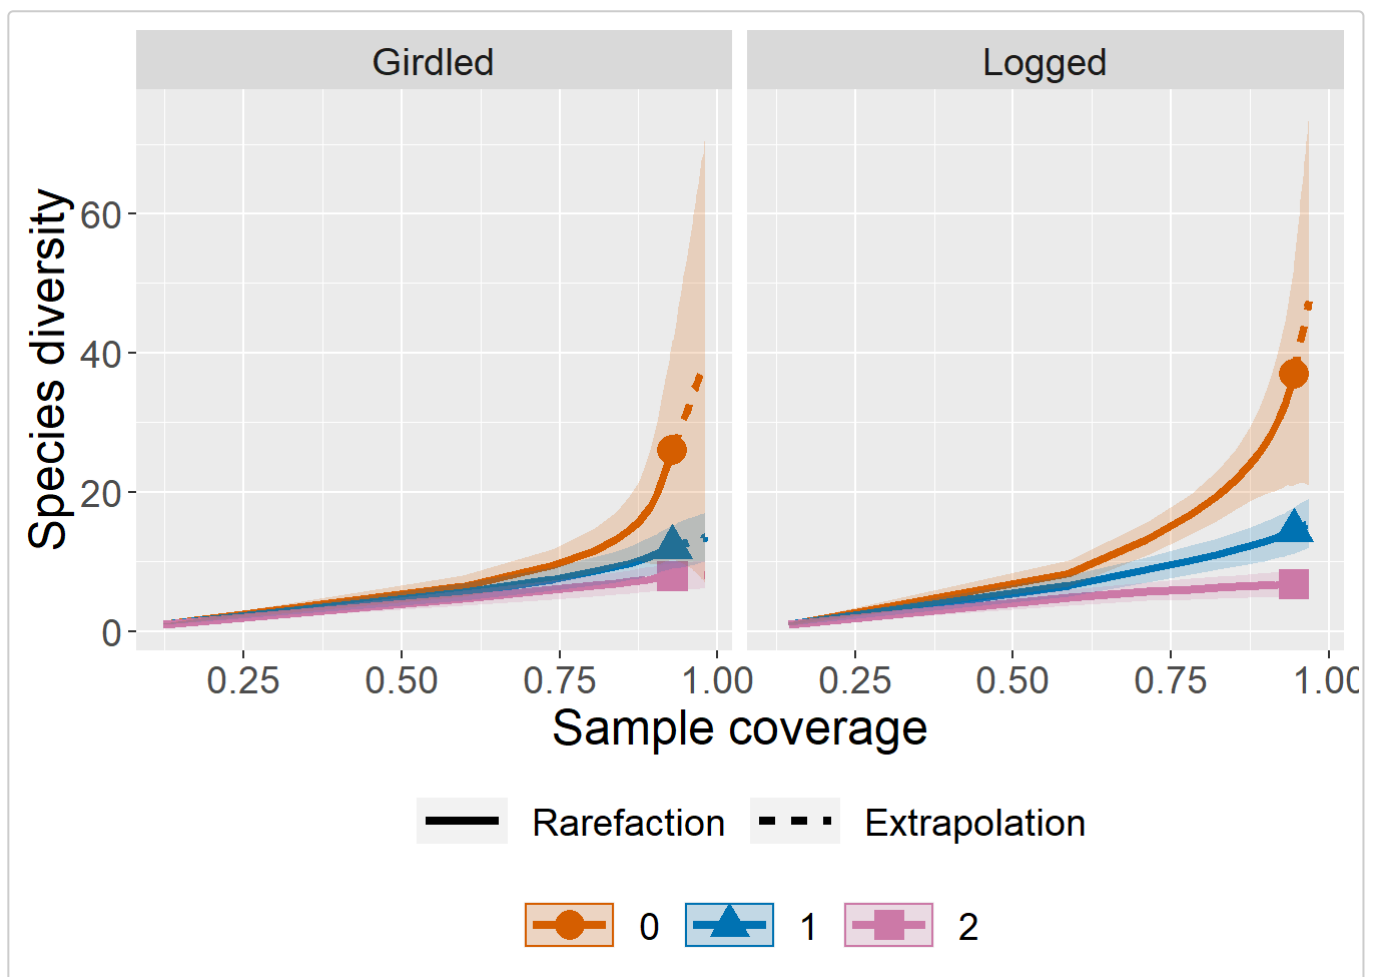 Girdled Logged
Species diversity
60
40
20
0
0.25 0.50 0.75 1.00 0.25 0.50 0.75 1.00
Sample coverage
Rarefaction Extrapolation
0 1 2